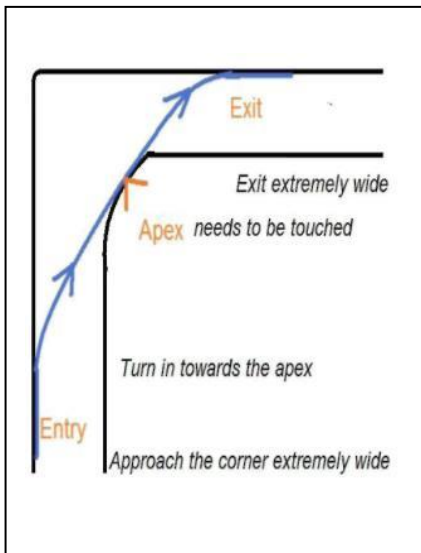 Exit
Exit extremely wide
Apex needs to be touched
Turn in towards the apex
Entry
Approach the corner extremely wide